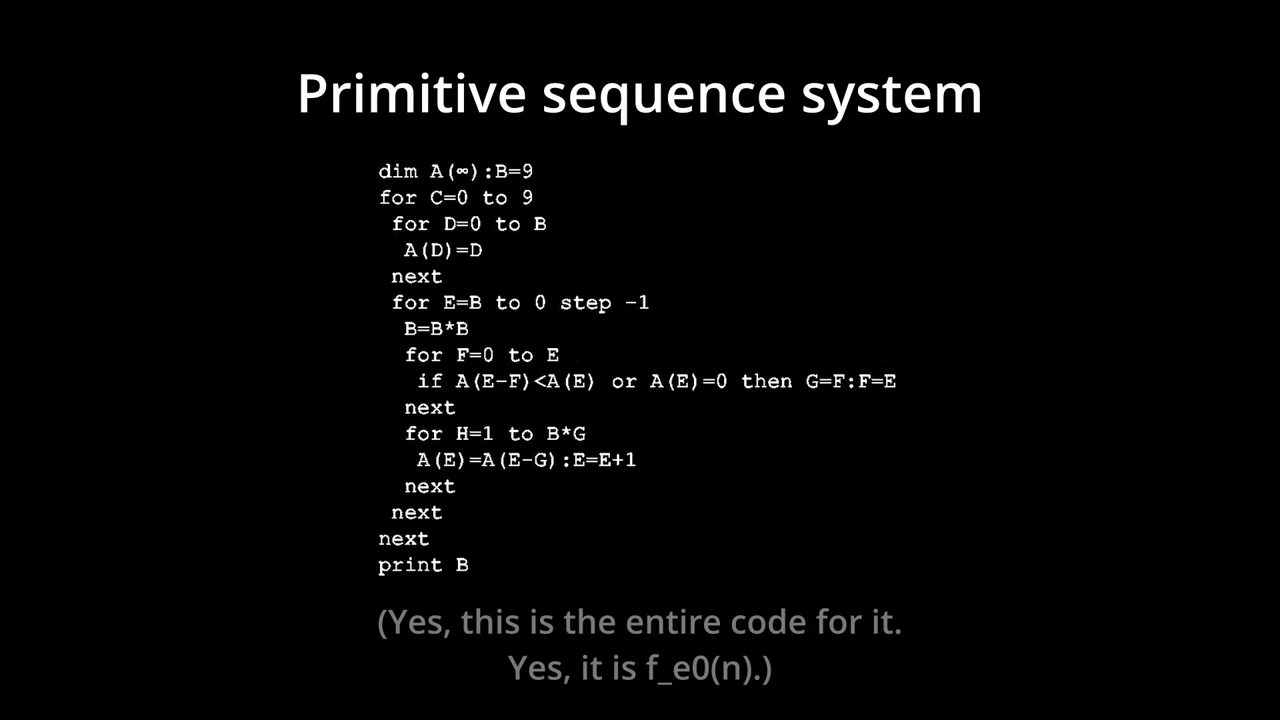 Primitive sequence system
dim A(∞):B=9
for C=0 to 9
for D=0 to B
A(D)=D
next
for E=B to 0 step -1
B=B*B
for F=0 to E
if A(E-F)<A(E) or A(E)=0 then G=F:F=E
next
for H=1 to B*G
A(E)=A(E-G):E=E+1
next
next
next
print B
(Yes, this is the entire code for it.
Yes, it is f_e0(n).)